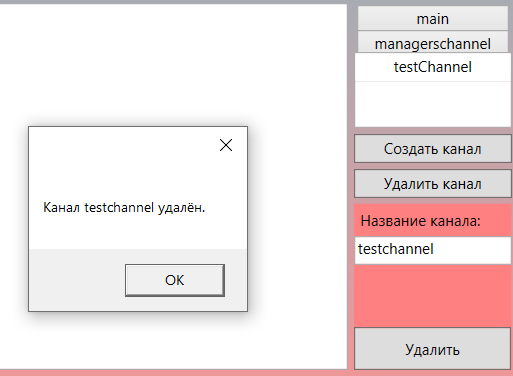 main
managerschannel
testChannel
Создать канал
Удалить канал
Название канала:
testchannel
Удалить
Канал testchannel удалён.
OK